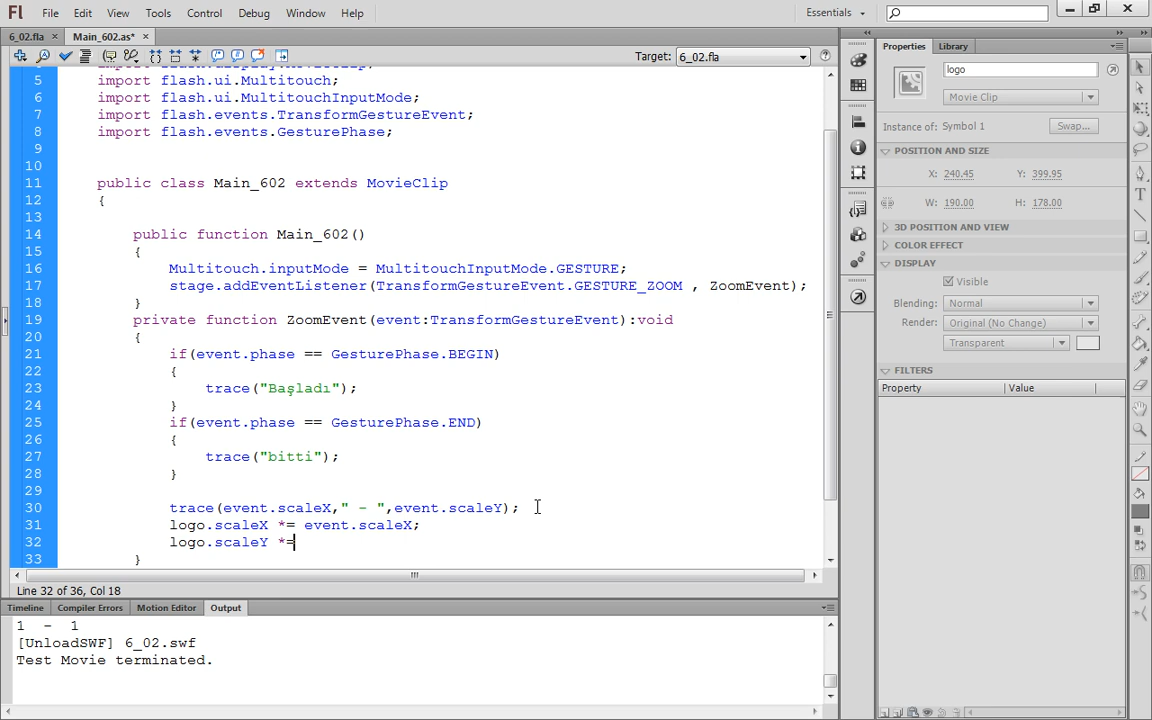 Fl File Edit View Tools Control Debug Window Help Essentials
6_02.fla × Main_602.as* ×
Target: 6_02.fla
5 import flash.ui.Multitouch;
6 import flash.ui.MultitouchInputMode;
7 import flash.events.TransformGestureEvent;
8 import flash.events.GesturePhase;
9
10
11 public class Main_602 extends MovieClip
12 {
13
14 public function Main_602()
15 {
16 Multitouch.inputMode = MultitouchInputMode.GESTURE;
17 stage.addEventListener(TransformGestureEvent.GESTURE_ZOOM , ZoomEvent);
18 }
19 private function ZoomEvent(event:TransformGestureEvent):void
20 {
21 if(event.phase == GesturePhase.BEGIN)
22 {
23 trace("Başladı");
24 }
25 if(event.phase == GesturePhase.END)
26 {
27 trace("bitti");
28 }
29
30 trace(event.scaleX," - ",event.scaleY);
31 logo.scaleX *= event.scaleX;
32 logo.scaleY *=
33 }
Line 32 of 36, Col 18
Timeline Compiler Errors Motion Editor Output
1 - 1
[UnloadSWF] 6_02.swf
Test Movie terminated.
Properties Library
logo
Movie Clip
Instance of: Symbol 1 Swap...
POSITION AND SIZE
X: 240.45 Y: 399.95
W: 190.00 H: 178.00
3D POSITION AND VIEW
COLOR EFFECT
DISPLAY
Visible
Blending: Normal
Render: Original (No Change)
Transparent
FILTERS
Property Value